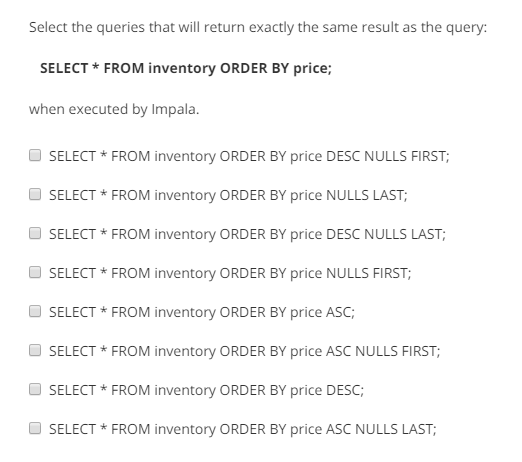 Select the queries that will return exactly the same result as the query:
SELECT * FROM inventory ORDER BY price;
when executed by Impala.
SELECT * FROM inventory ORDER BY price DESC NULLS FIRST;
SELECT * FROM inventory ORDER BY price NULLS LAST;
SELECT * FROM inventory ORDER BY price DESC NULLS LAST;
SELECT * FROM inventory ORDER BY price NULLS FIRST;
SELECT * FROM inventory ORDER BY price ASC;
SELECT * FROM inventory ORDER BY price ASC NULLS FIRST;
SELECT * FROM inventory ORDER BY price DESC;
SELECT * FROM inventory ORDER BY price ASC NULLS LAST;